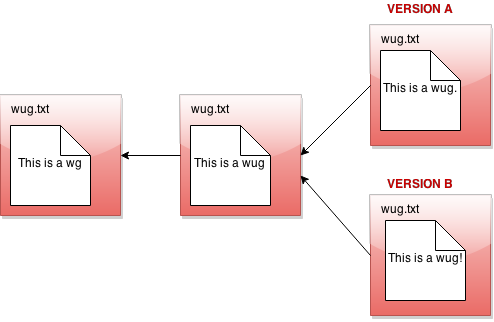 VERSION A
wug.txt
This is a wug.
wug.txt
This is a wg
wug.txt
This is a wug
VERSION B
wug.txt
This is a wug!